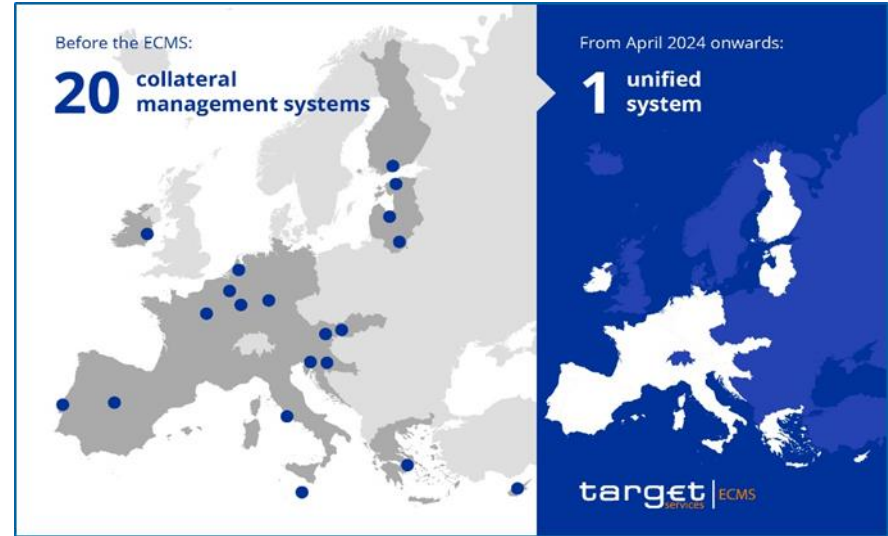 Before the ECMS:
20 collateral
management systems
From April 2024 onwards:
1 unified
system
target
services
ECMS